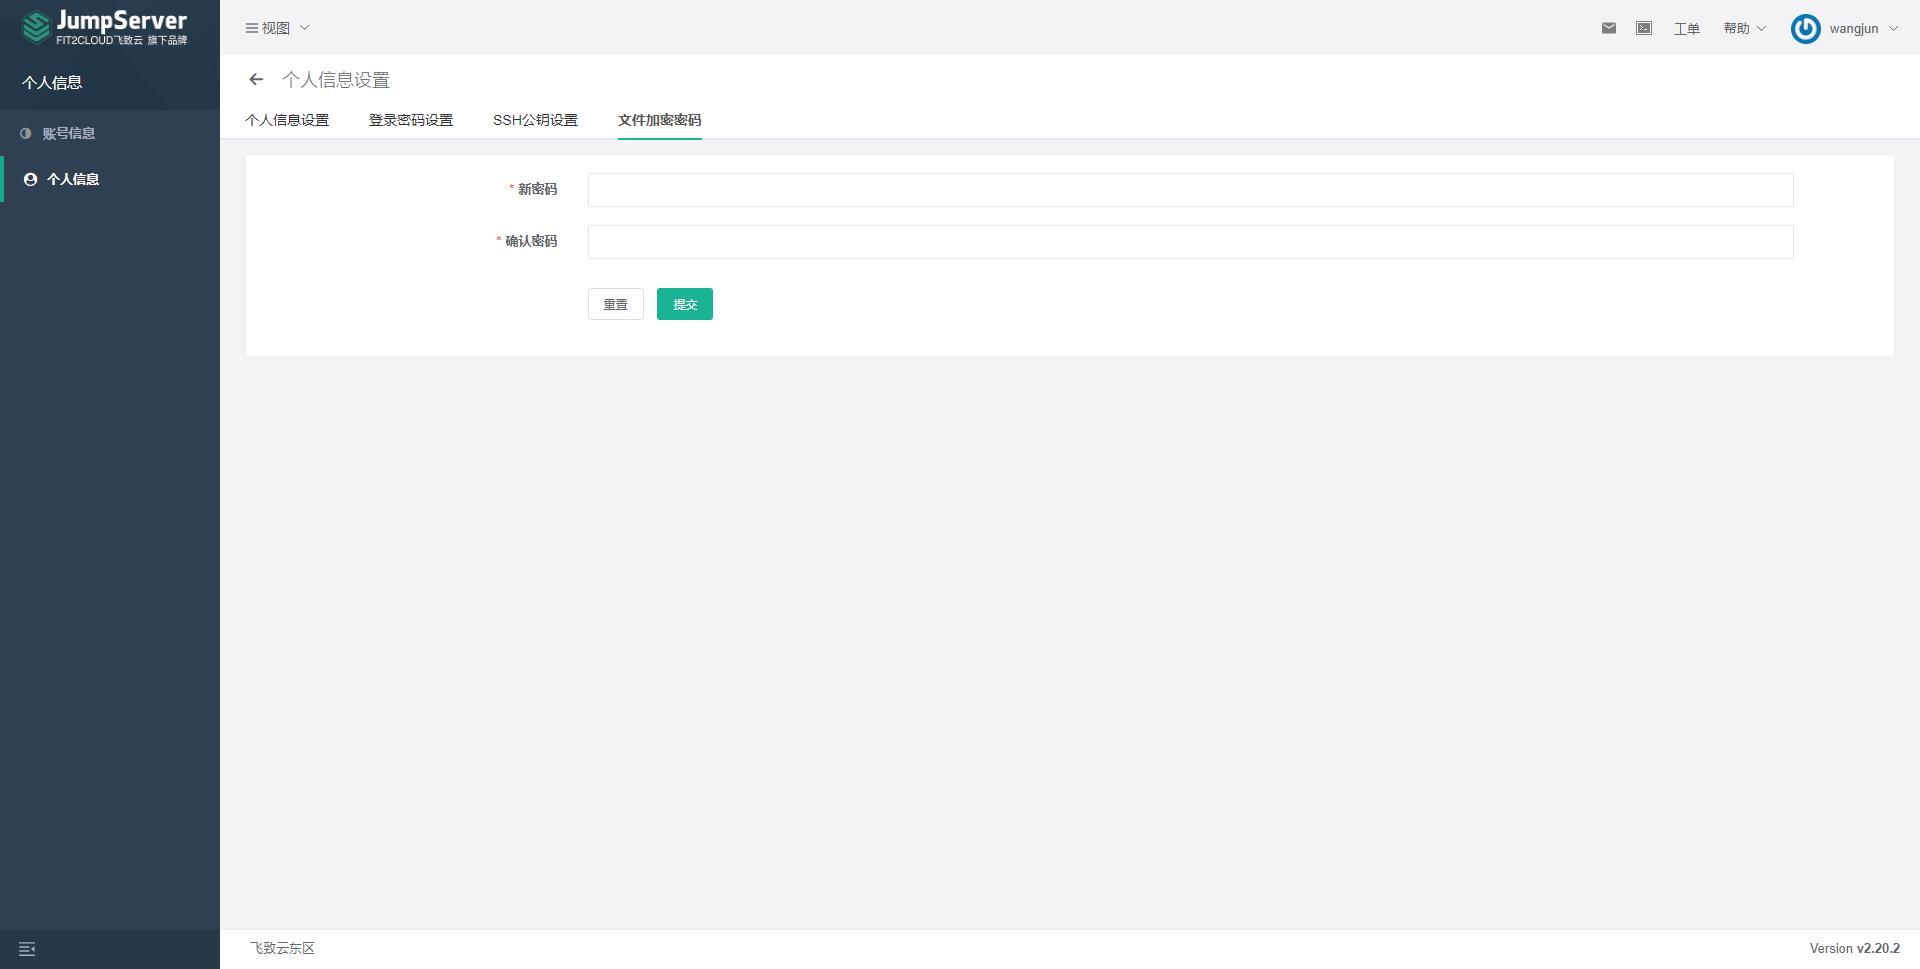 JumpServer
FIT2CLOUD飞致云 旗下品牌
个人信息
账号信息
个人信息
视图
工单
帮助
wangjun
个人信息设置
个人信息设置
登录密码设置
SSH公钥设置
文件加密密码
* 新密码
* 确认密码
重置
提交
飞致云东区
Version v2.20.2